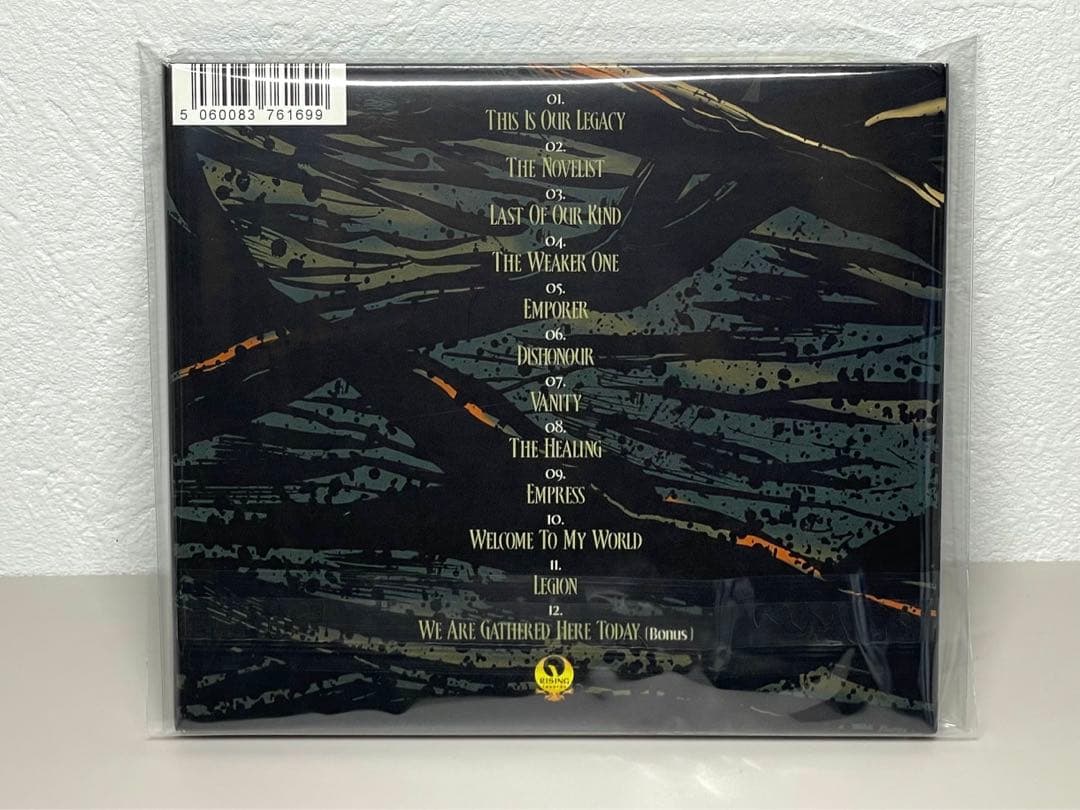 5 060083 761699
01.
This Is Our Legacy
02.
The Novelist
03.
Last Of Our Kind
04.
The Weaker One
05.
Emporer
06.
Dishonour
07.
Vanity
08.
The Healing
09.
Empress
10.
Welcome To My World
11.
Legion
12.
We Are Gathered Here Today (Bonus)
RISING
records